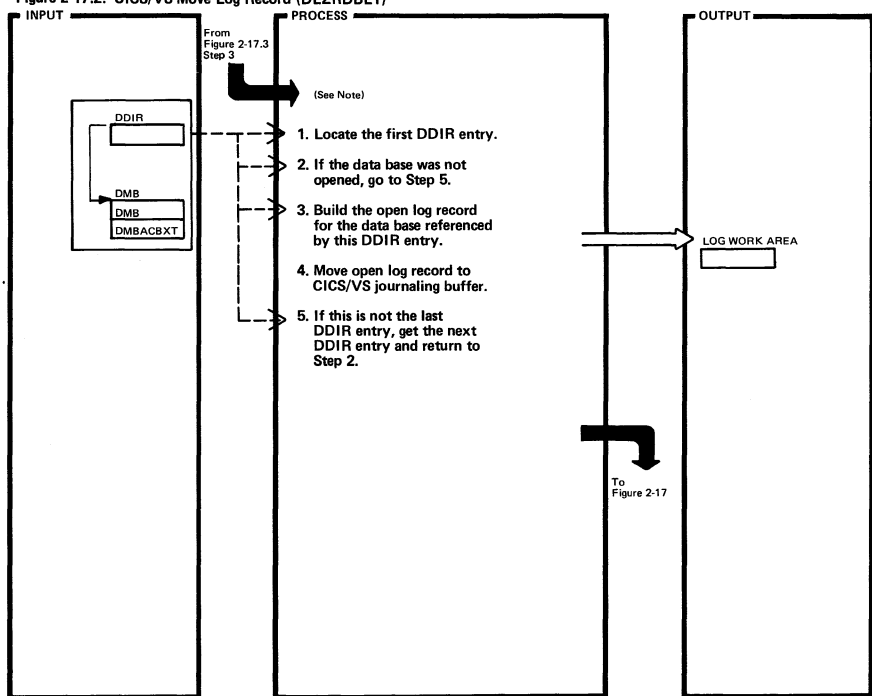 Figure 2-17.2. CICS/VS Move Log Record (DLZRDBL1)
INPUT
PROCESS
OUTPUT
From
Figure 2-17.3
Step 3
(See Note)
DDIR
DMB
DMB
DMBACBXT
1. Locate the first DDIR entry.
2. If the data base was not
opened, go to Step 5.
3. Build the open log record
for the data base referenced
by this DDIR entry.
4. Move open log record to
CICS/VS journaling buffer.
5. If this is not the last
DDIR entry, get the next
DDIR entry and return to
Step 2.
LOG WORK AREA
To
Figure 2-17